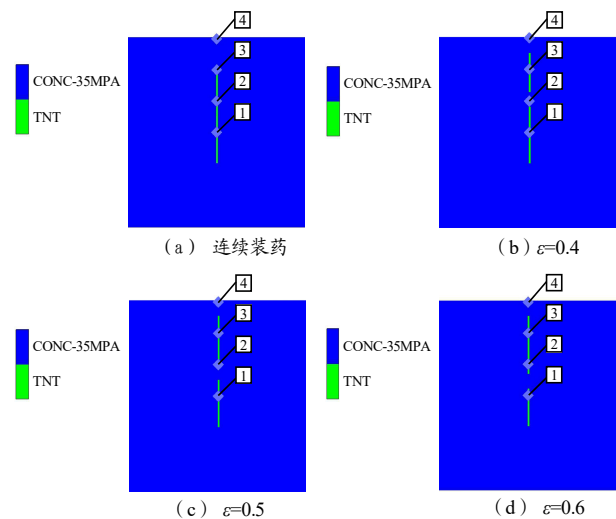 4
3
2
1
CONC-35MPA
TNT
(a) 连续装药
4
3
2
1
CONC-35MPA
TNT
(b) ε=0.4
4
3
2
1
CONC-35MPA
TNT
(c) ε=0.5
4
3
2
1
CONC-35MPA
TNT
(d) ε=0.6